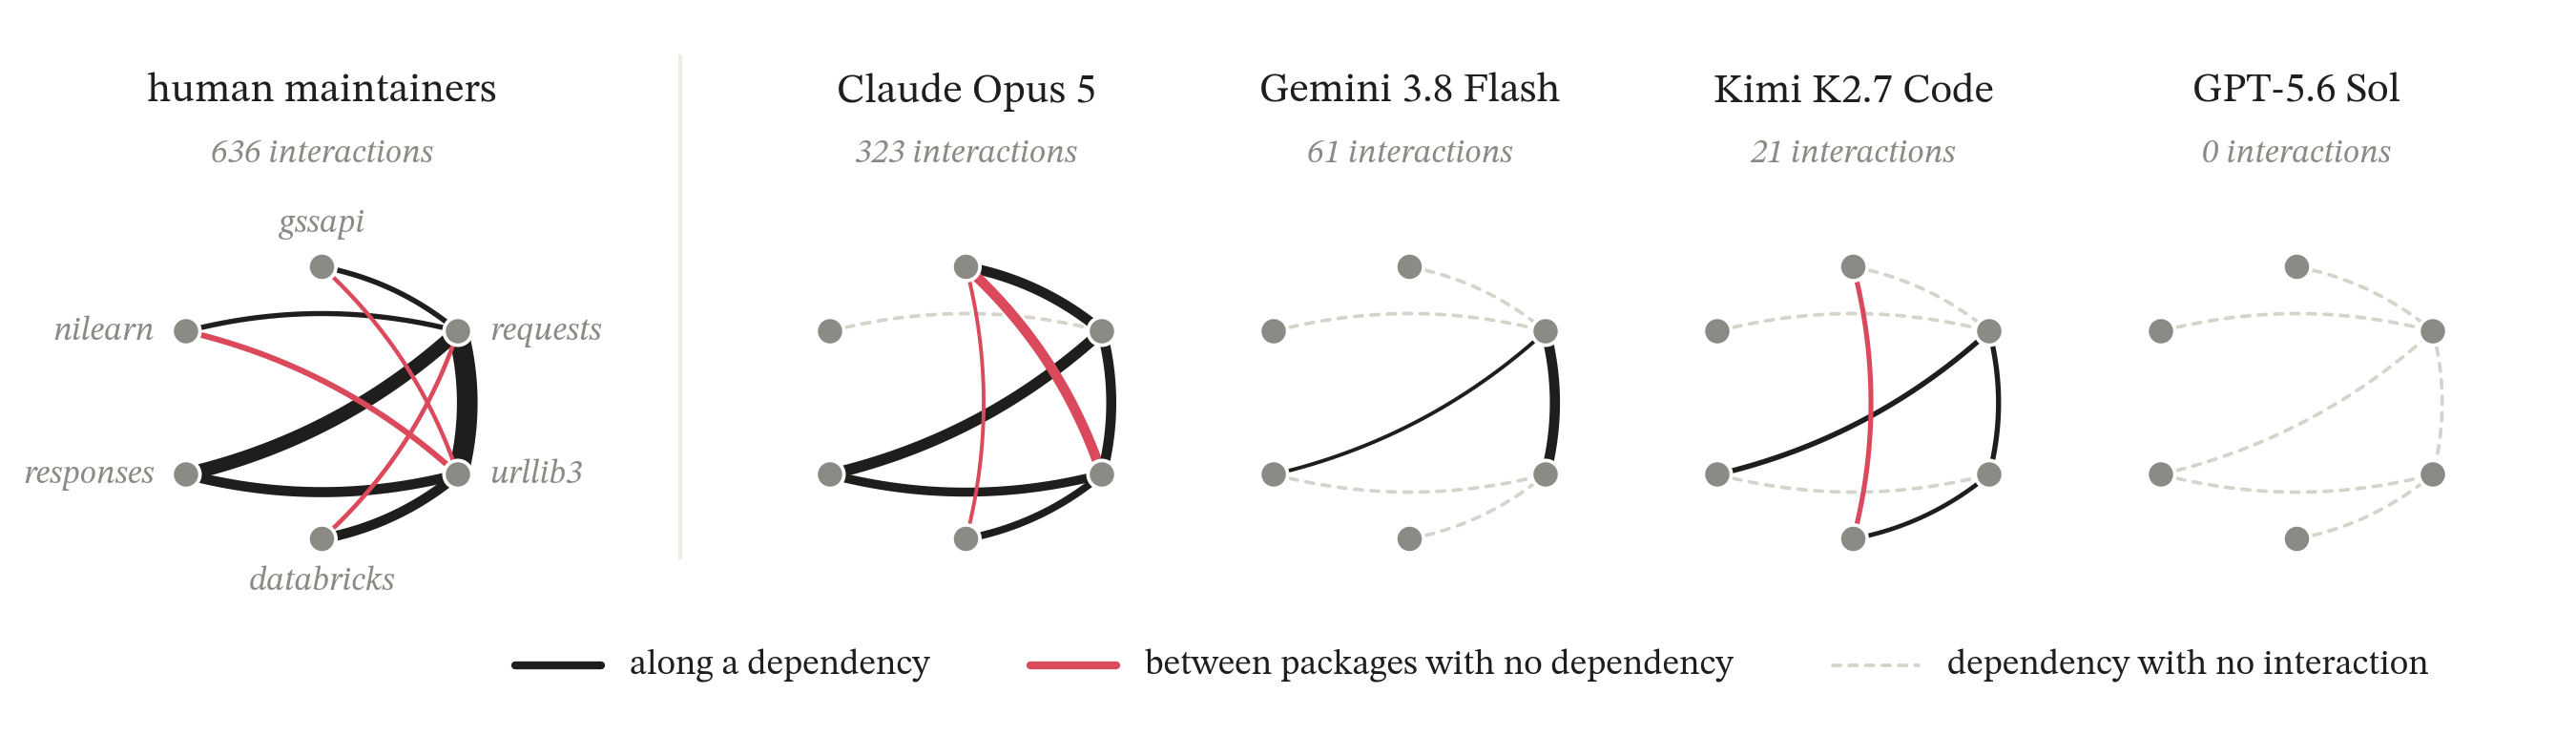 human maintainers
636 interactions
Claude Opus 5
323 interactions
Gemini 3.8 Flash
61 interactions
Kimi K2.7 Code
21 interactions
GPT-5.6 Sol
0 interactions
gssapi
nilearn
requests
responses
urllib3
databricks
along a dependency
between packages with no dependency
dependency with no interaction